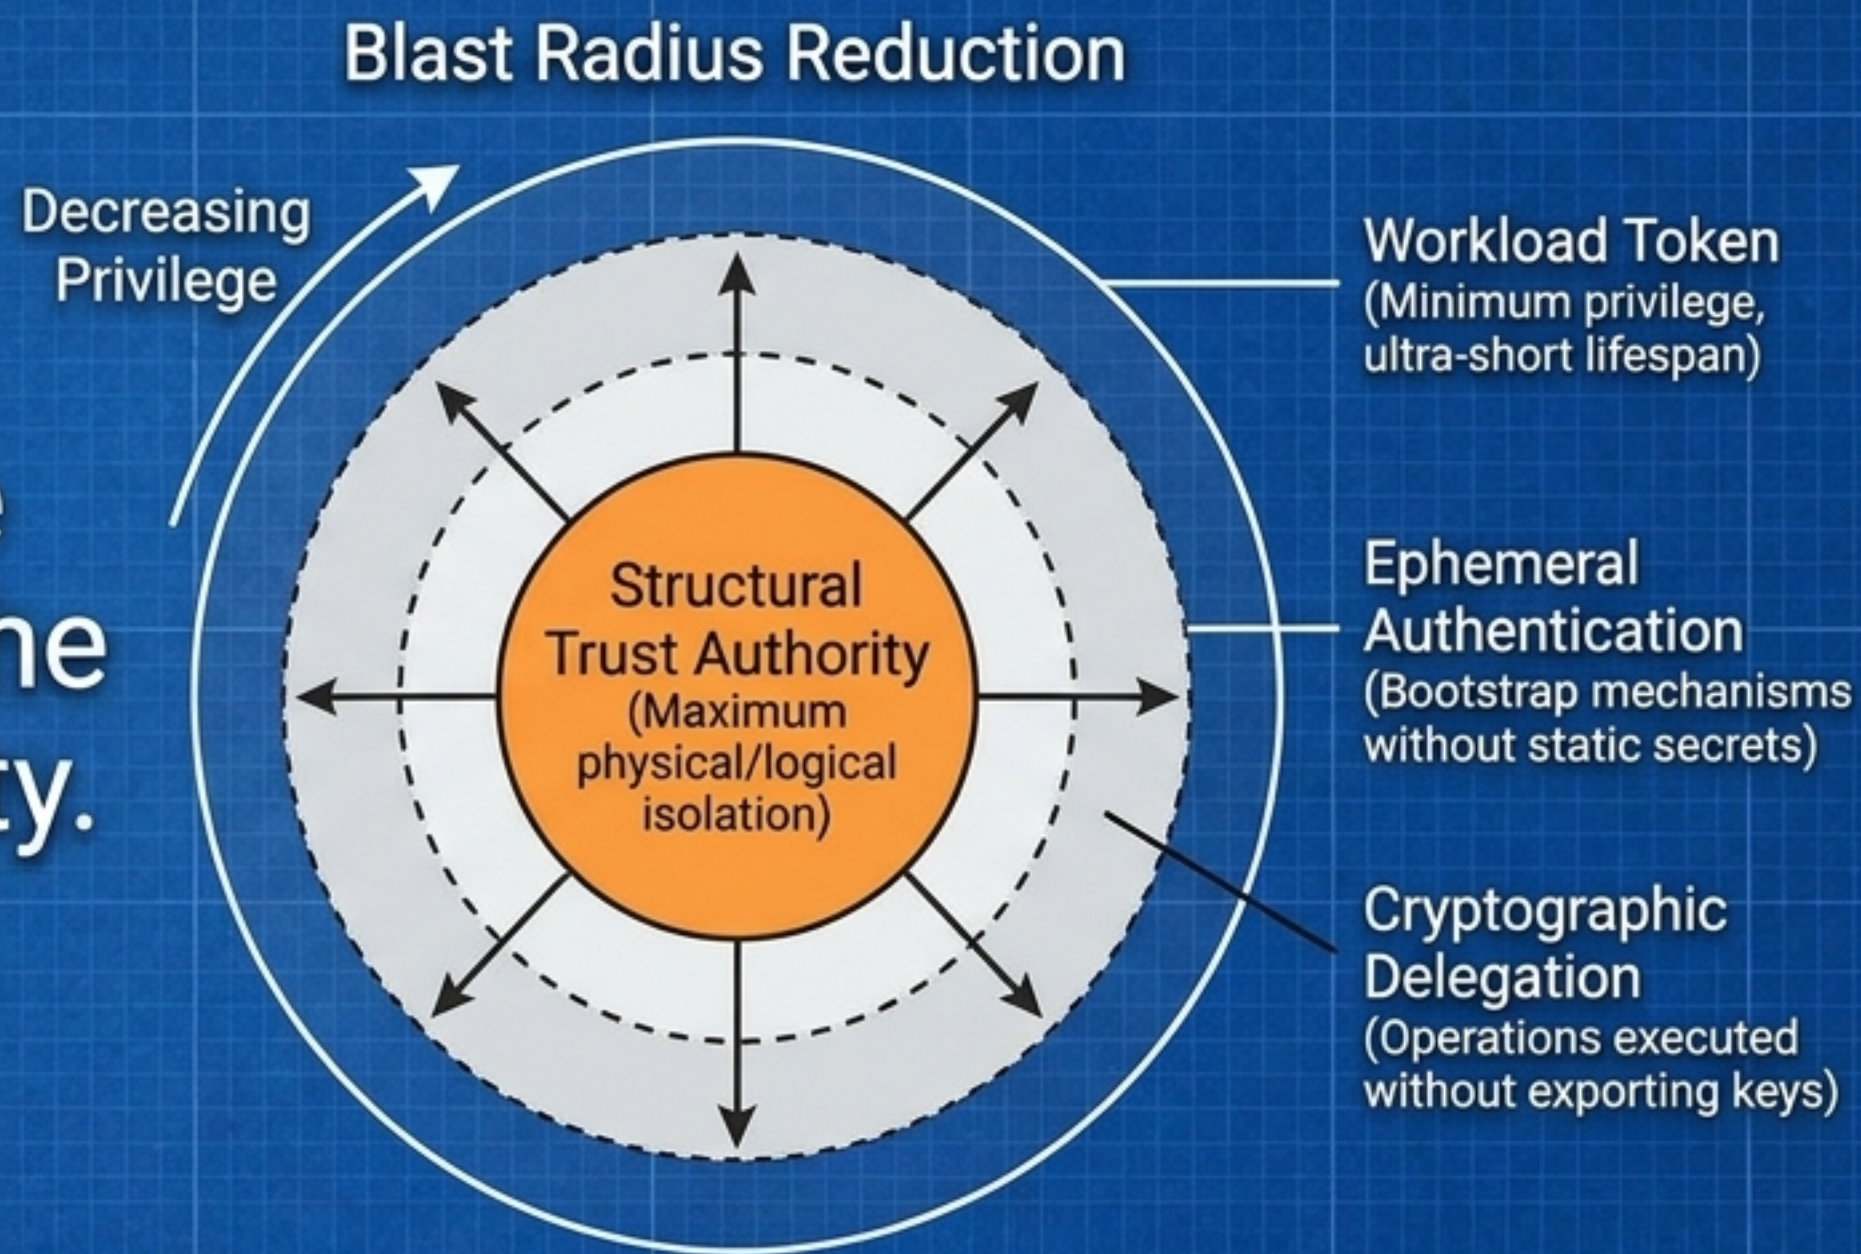 Blast Radius Reduction
Decreasing
Privilege
Workload Token
(Minimum privilege,
ultra-short lifespan)
Structural
Trust Authority
(Maximum
physical/logical
isolation)
Ephemeral
Authentication
(Bootstrap mechanisms
without static secrets)
Cryptographic
Delegation
(Operations executed
without exporting keys)